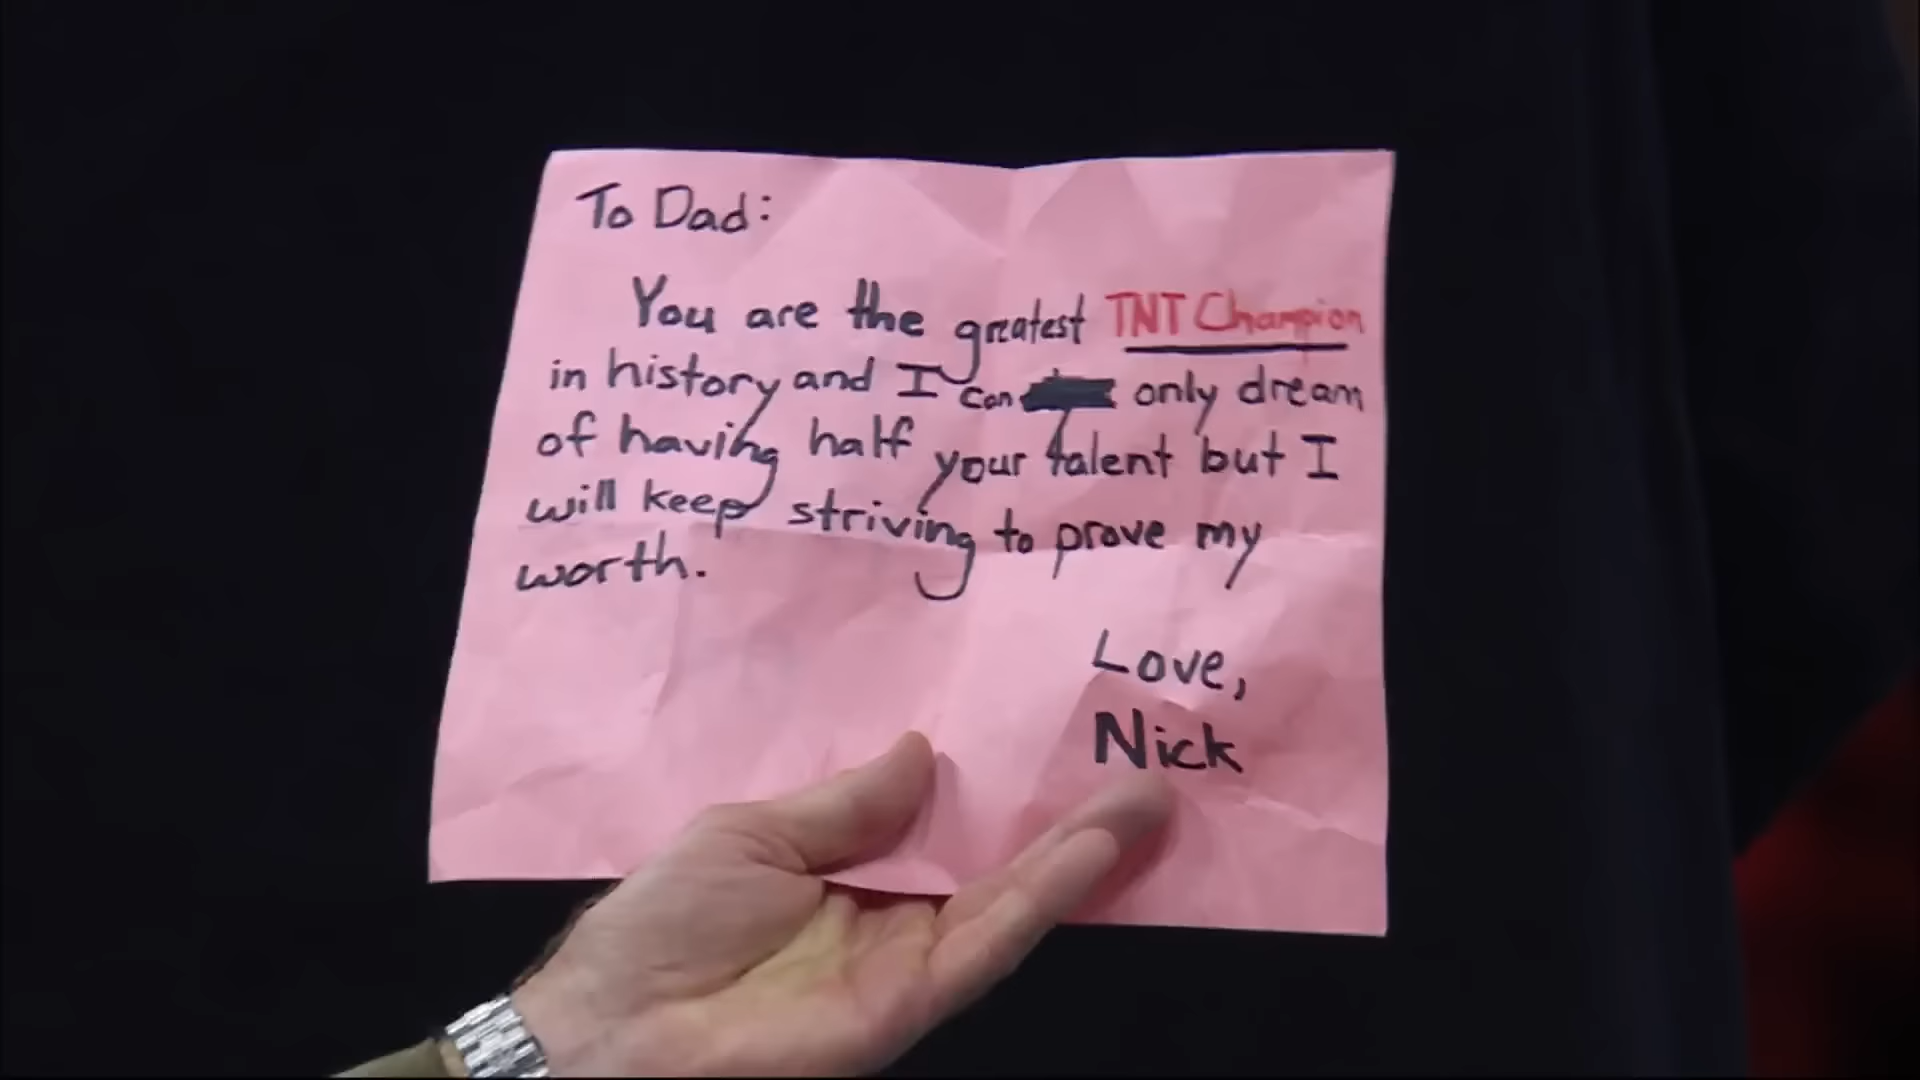 To Dad:
You are the greatest TNT Champion
in history and I can only dream
of having half your talent but I
will keep striving to prove my
worth.
Love,
Nick